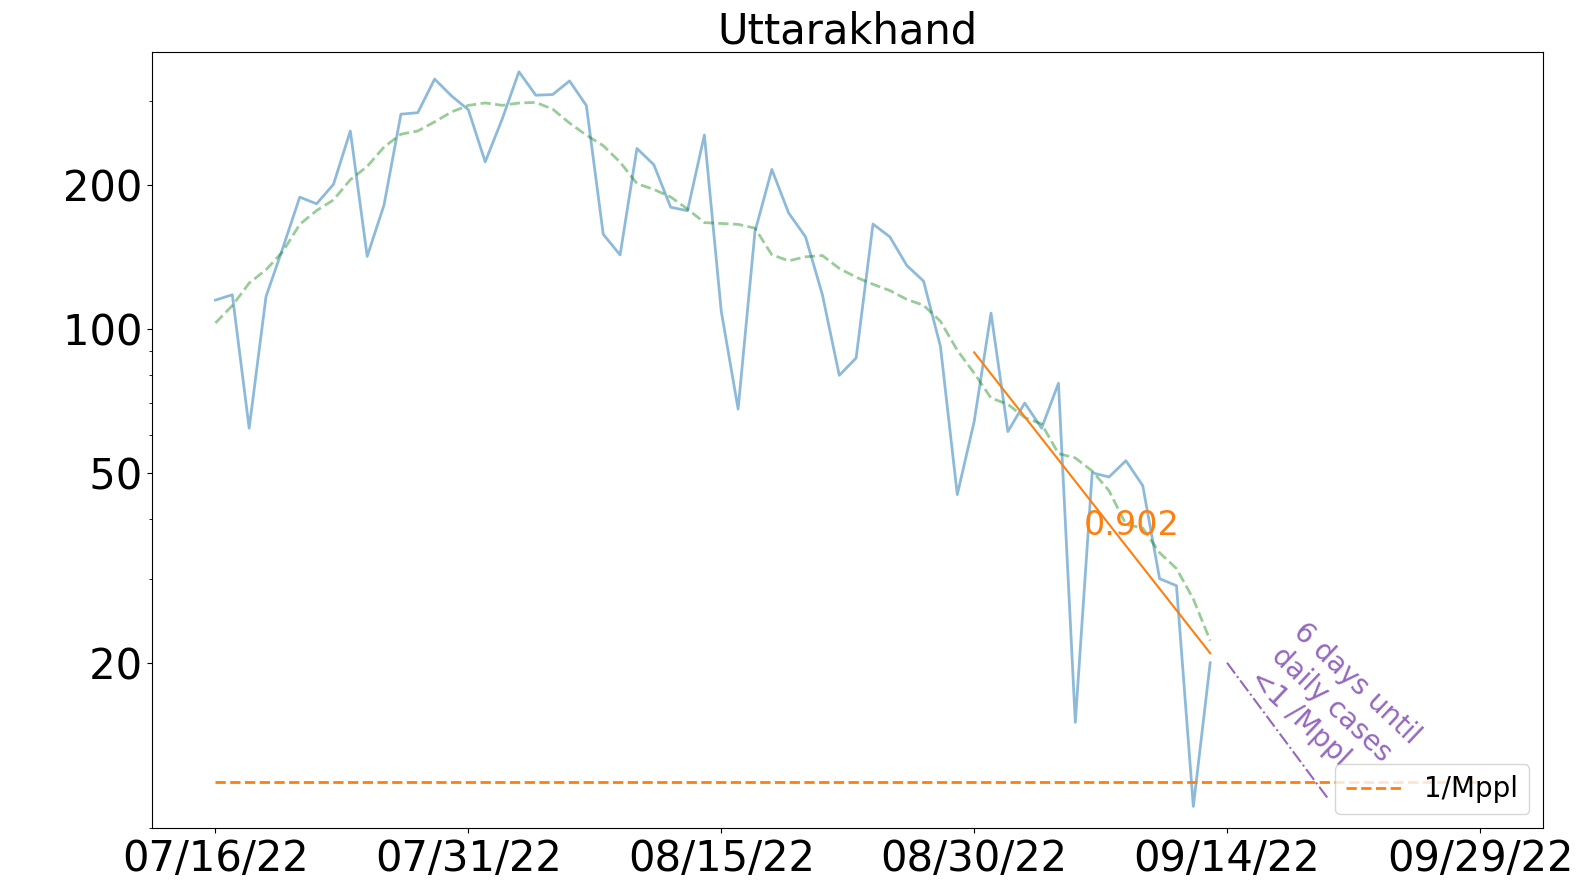 Uttarakhand
200
100
50
20
0.902
6 days until
daily cases
<1 /Mppl
1/Mppl
07/16/22
07/31/22
08/15/22
08/30/22
09/14/22
09/29/22